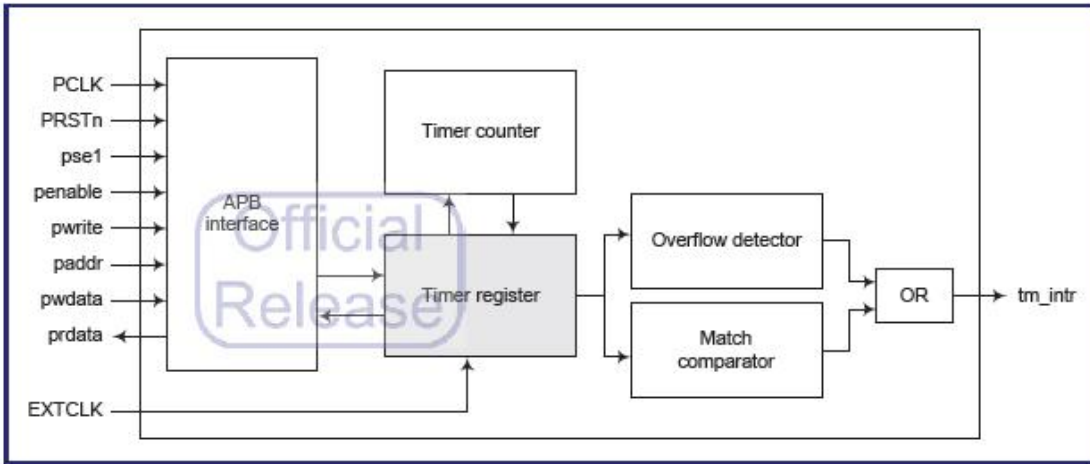 PCLK
PRSTn
pse1
penable
pwrite
paddr
pwdata
prdata
EXTCLK
APB
interface
Timer counter
Timer register
Overflow detector
Match
comparator
OR
tm_intr
Official
Release